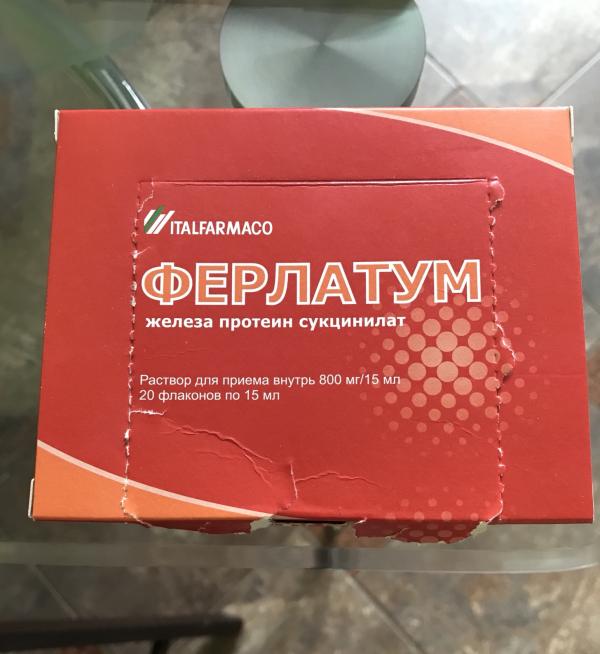 ITALFARMACO
ФЕРЛАТУМ
железа протеин сукцинилат
Раствор для приема внутрь 800 мг/15 мл
20 флаконов по 15 мл